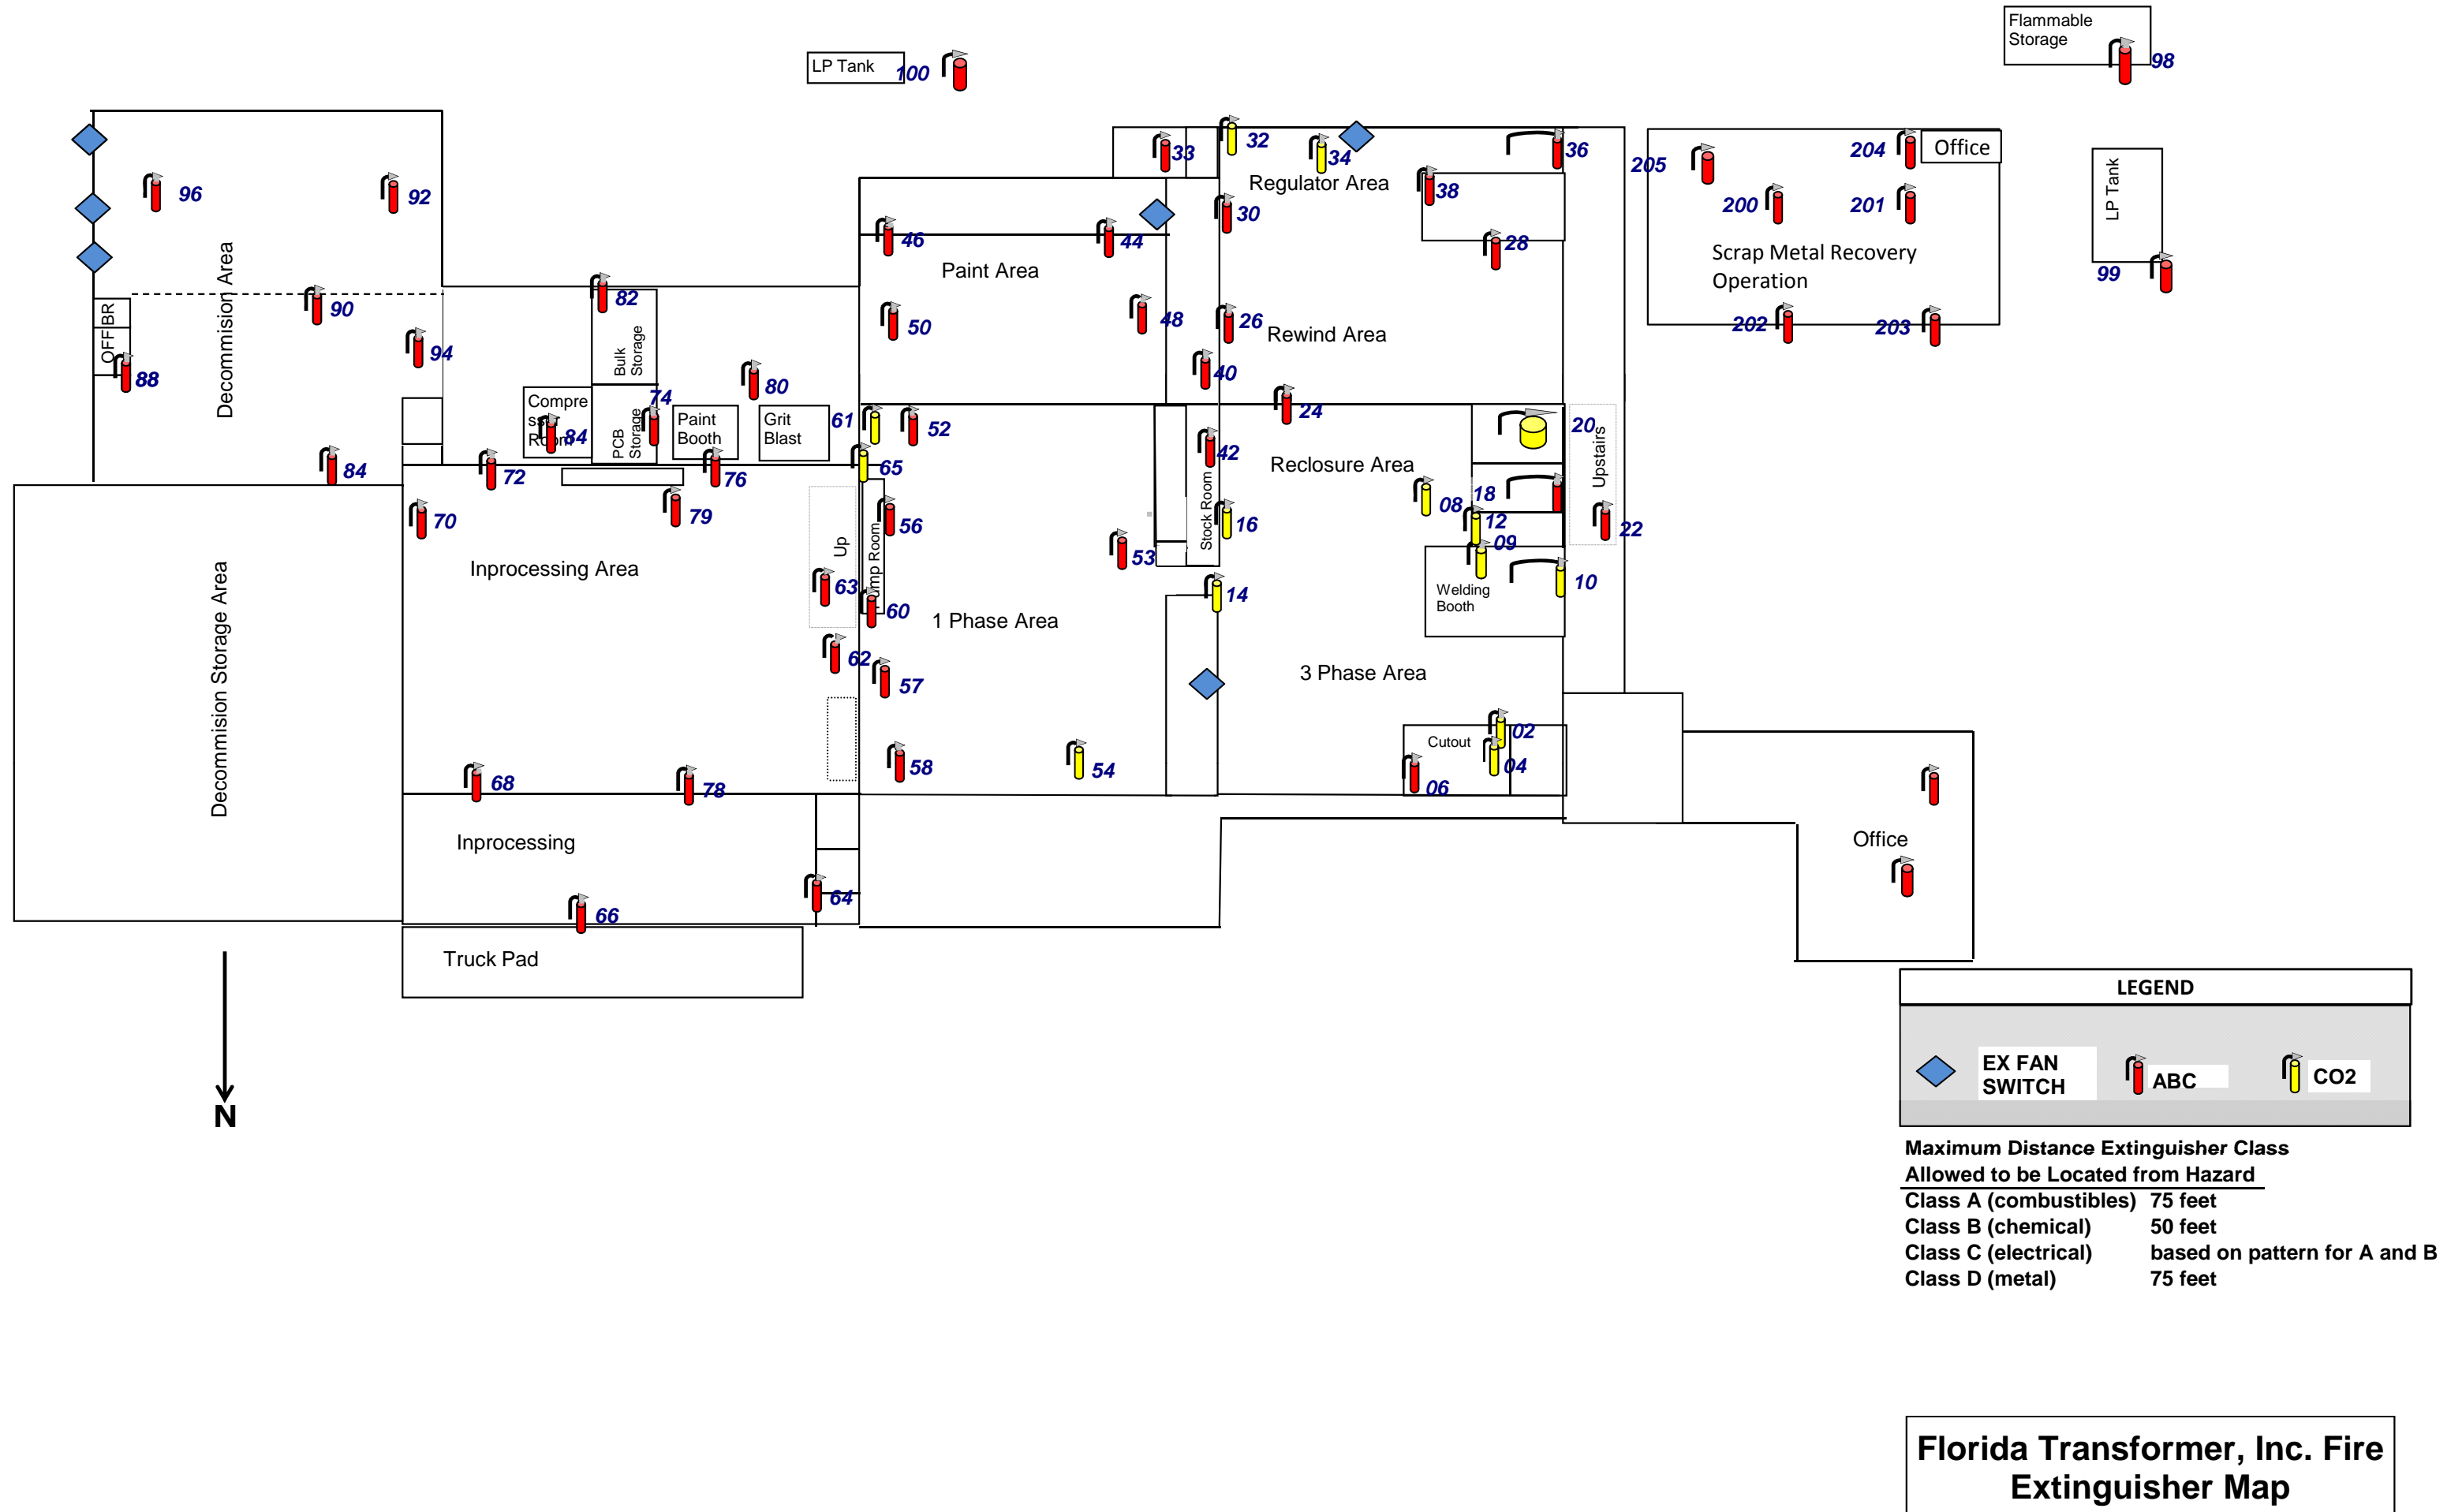 Flammable
Storage
98
LP Tank
100
32
34
33
36
Regulator Area
38
30
28
205
204
Office
200
201
Scrap Metal Recovery
Operation
202
203
LP Tank
99
96
92
Decommision Area
90
94
OFF
BR
88
84
82
Bulk
Storage
80
74
PCB
Storage
Compre
ssor
Room
84
Paint
Booth
Grit
Blast
61
72
76
65
46
44
Paint Area
50
48
26
Rewind Area
40
24
52
42
Reclosure Area
20
Upstairs
22
08
18
12
09
10
16
Stock Room
Welding
Booth
14
53
56
Up
63
60
62
57
1 Phase Area
3 Phase Area
58
54
02
Cutout
04
06
70
79
Inprocessing Area
68
78
Inprocessing
64
66
Truck Pad
Decommision Storage Area
N
Office
LEGEND
EX FAN
SWITCH
ABC
CO2
Maximum Distance Extinguisher Class
Allowed to be Located from Hazard
Class A (combustibles) 75 feet
Class B (chemical) 50 feet
Class C (electrical) based on pattern for A and B
Class D (metal) 75 feet
Florida Transformer, Inc. Fire
Extinguisher Map